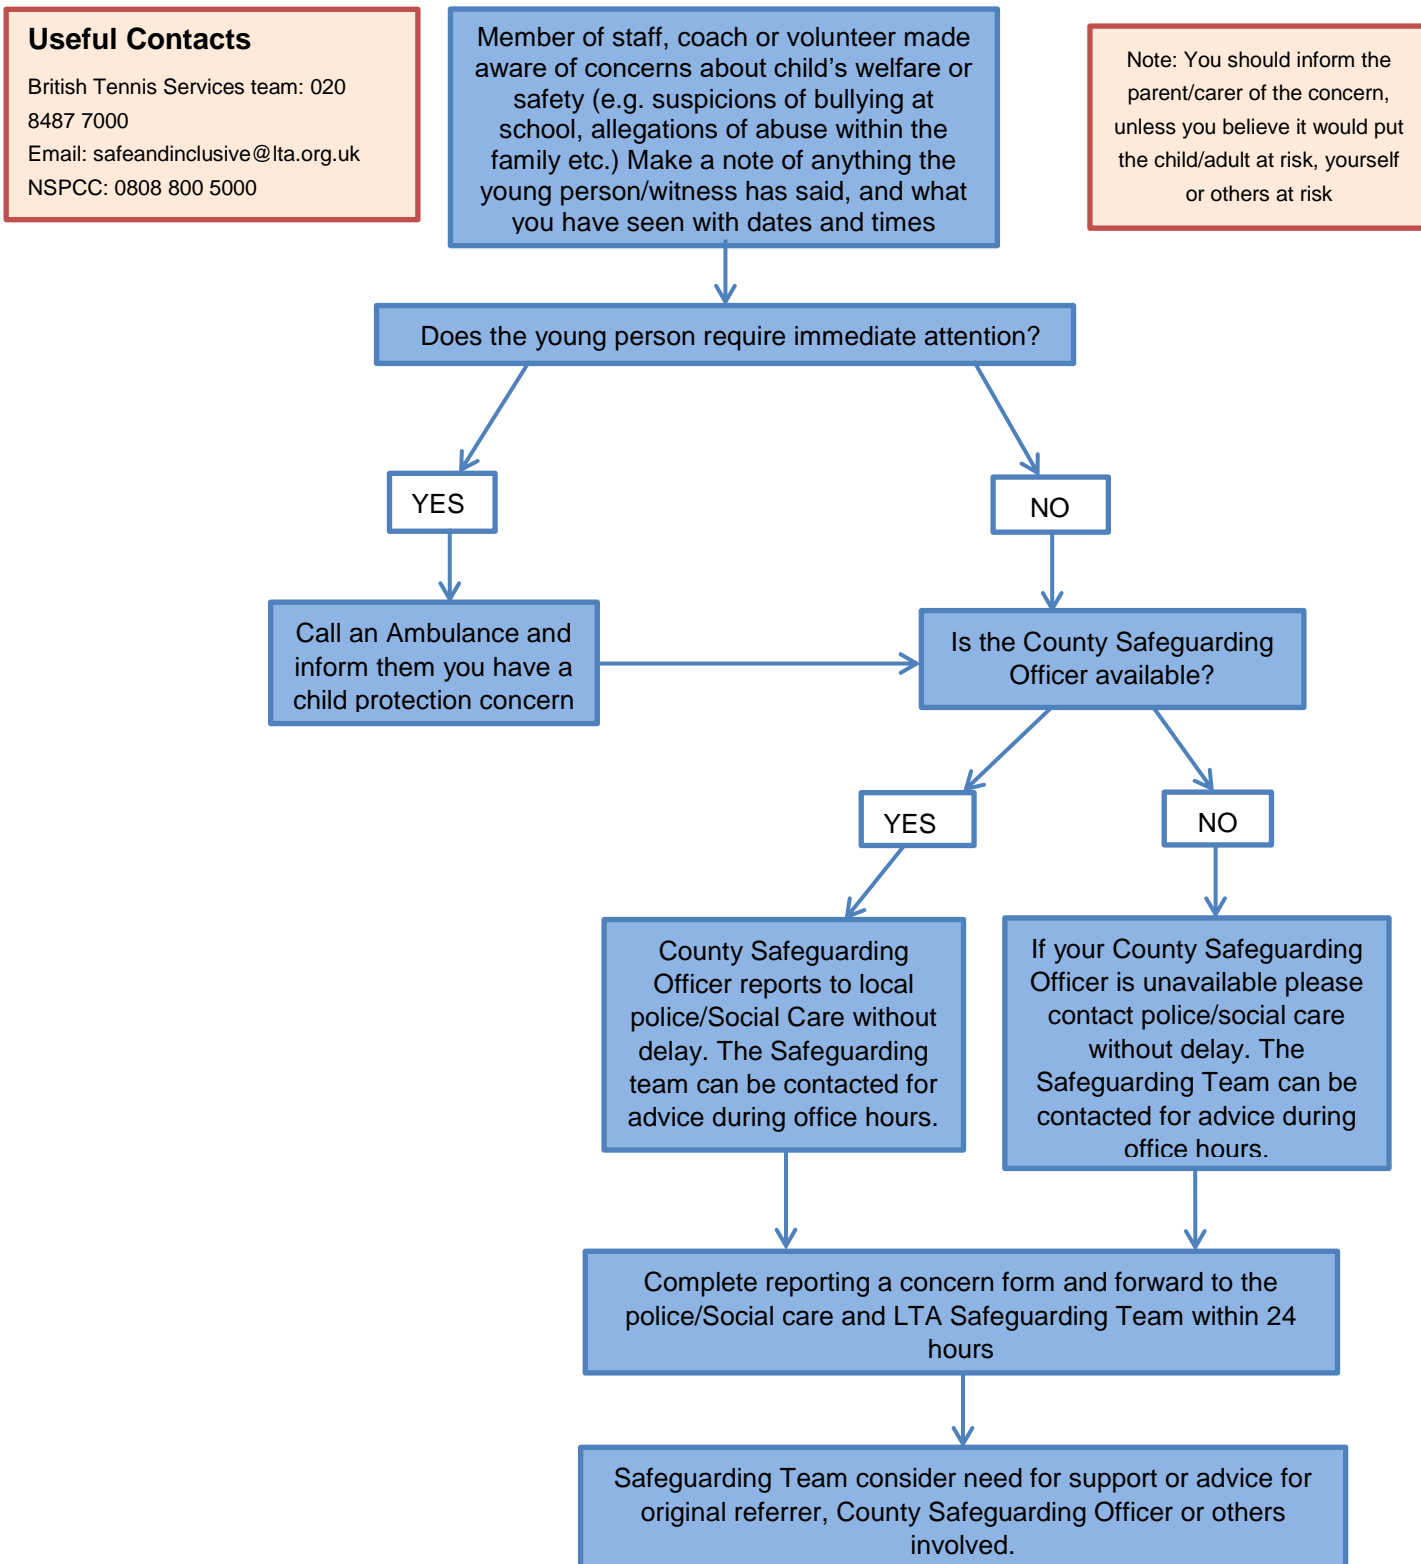 Useful Contacts
British Tennis Services team: 020
8487 7000
Email: safeandinclusive@lta.org.uk
NSPCC: 0808 800 5000
Member of staff, coach or volunteer made
aware of concerns about child's welfare or
safety (e.g. suspicions of bullying at
school, allegations of abuse within the
family etc.) Make a note of anything the
young person/witness has said, and what
you have seen with dates and times
Note: You should inform the
parent/carer of the concern,
unless you believe it would put
the child/adult at risk, yourself
or others at risk
Does the young person require immediate attention?
YES
NO
Call an Ambulance and
inform them you have a
child protection concern
Is the County Safeguarding
Officer available?
YES
NO
County Safeguarding
Officer reports to local
police/Social Care without
delay. The Safeguarding
team can be contacted for
advice during office hours.
If your County Safeguarding
Officer is unavailable please
contact police/social care
without delay. The
Safeguarding Team can be
contacted for advice during
office hours.
Complete reporting a concern form and forward to the
police/Social care and LTA Safeguarding Team within 24
hours
Safeguarding Team consider need for support or advice for
original referrer, County Safeguarding Officer or others
involved.